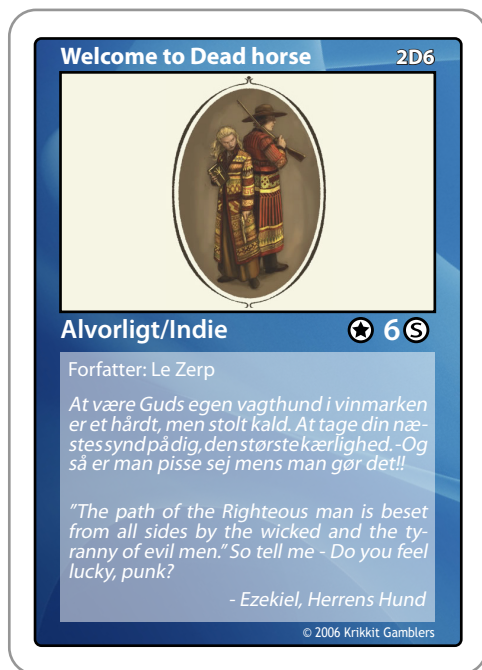 Welcome to Dead horse 2D6
Alvorligt/Indie 6 S
Forfatter: Le Zerp
At være Guds egen vagthund i vinmarken
er et hårdt, men stolt kald. At tage din næ-
stes synd på dig, den største kærlighed. -Og
så er man pisse sej mens man gør det!!
"The path of the Righteous man is beset
from all sides by the wicked and the ty-
ranny of evil men." So tell me - Do you feel
lucky, punk?
- Ezekiel, Herrens Hund
© 2006 Krikkit Gamblers